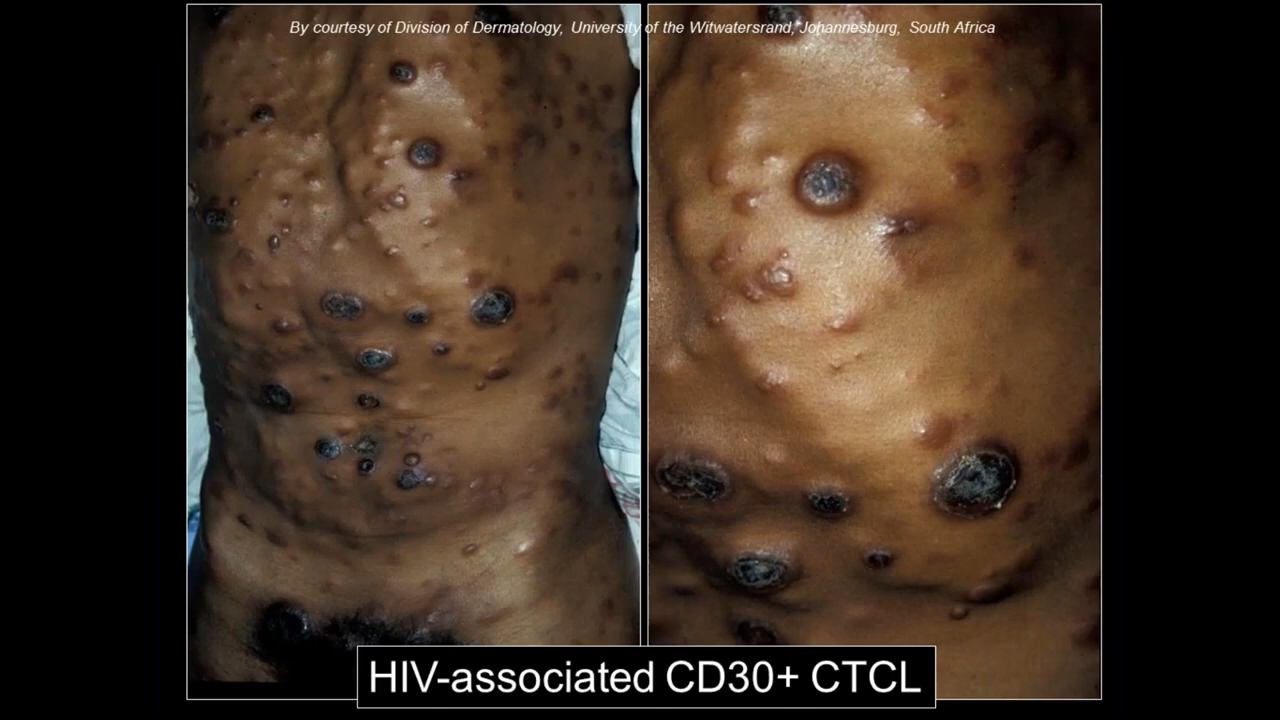 By courtesy of Division of Dermatology, University of the Witwatersrand, Johannesburg, South Africa
HIV-associated CD30+ CTCL